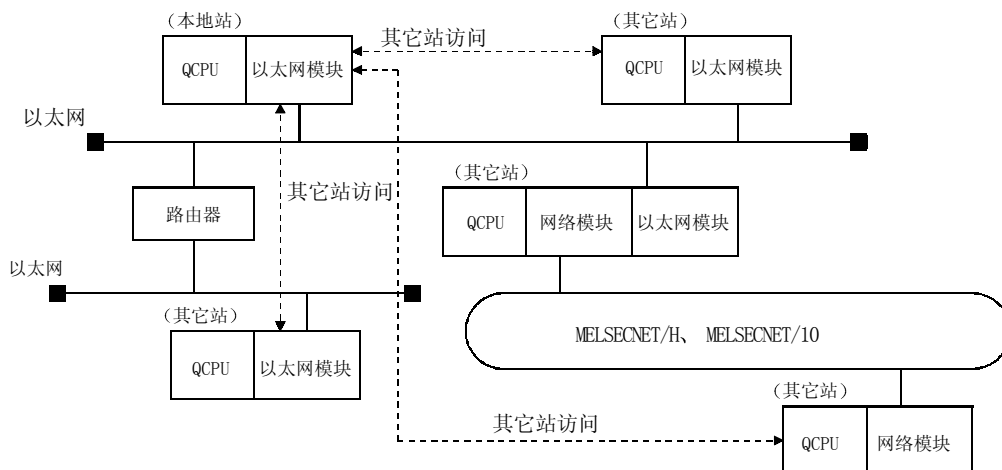 （本地站）
（其它站）
QCPU
以太网模块
其它站访问
QCPU
以太网模块
以太网
（其它站）
路由器
其它站访问
QCPU
网络模块
以太网模块
以太网
（其它站）
QCPU
以太网模块
MELSECNET/H、 MELSECNET/10
（其它站）
其它站访问
QCPU
网络模块